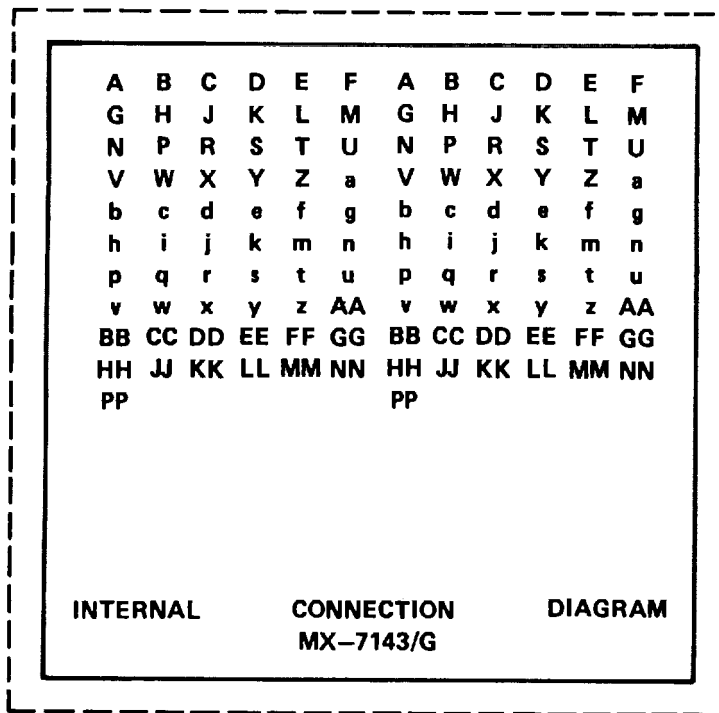 A B C D E F A B C D E F
G H J K L M G H J K L M
N P R S T U N P R S T U
V W X Y Z a V W X Y Z a
b c d e f g b c d e f g
h i j k m n h i j k m n
p q r s t u p q r s t u
v w x y z AA v w x y z AA
BB CC DD EE FF GG BB CC DD EE FF GG
HH JJ KK LL MM NN HH JJ KK LL MM NN
PP PP
INTERNAL CONNECTION DIAGRAM
MX–7143/G